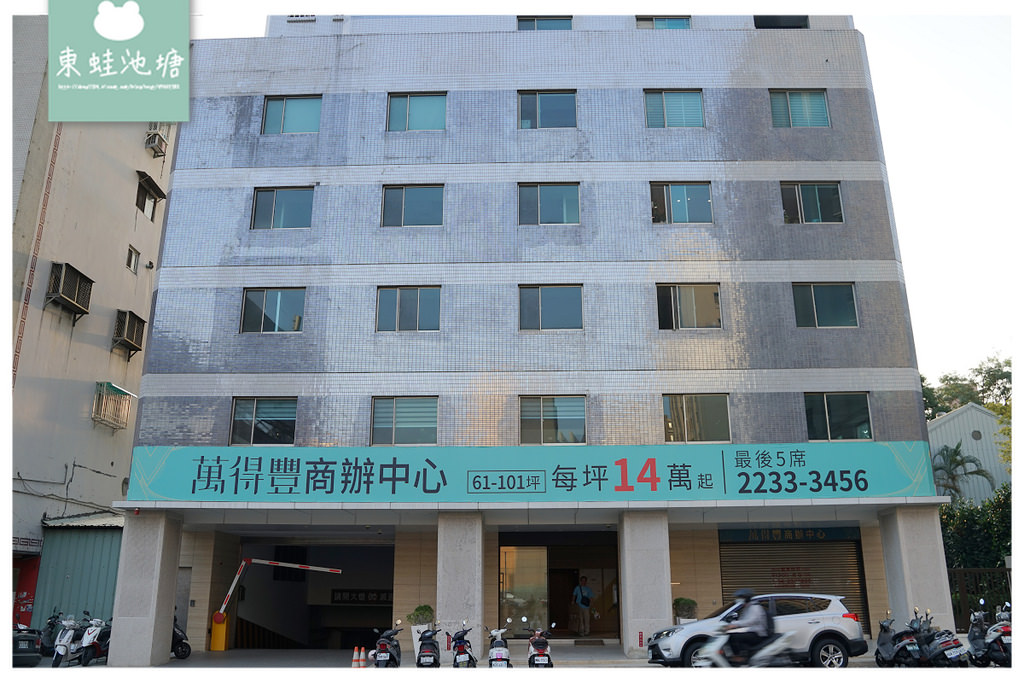 東蛙池塘
萬得豐商辦中心
61-101坪
每坪14萬起
最後5席
2233-3456
萬得豐商辦中心